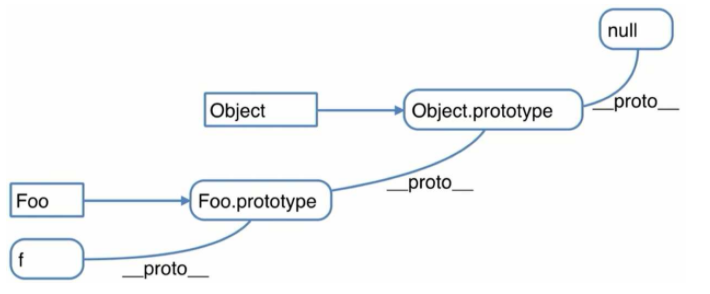 null
__proto__
Object
Object.prototype
__proto__
Foo
Foo.prototype
f
__proto__